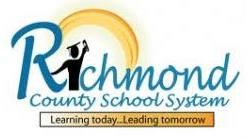 Richmond
County School System
Learning today...Leading tomorrow